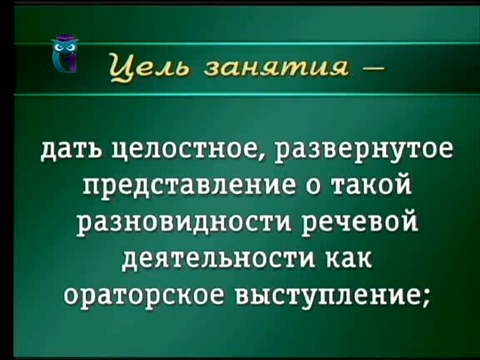 Цель занятия –
дать целостное, развернутое
представление о такой
разновидности речевой
деятельности как
ораторское выступление;